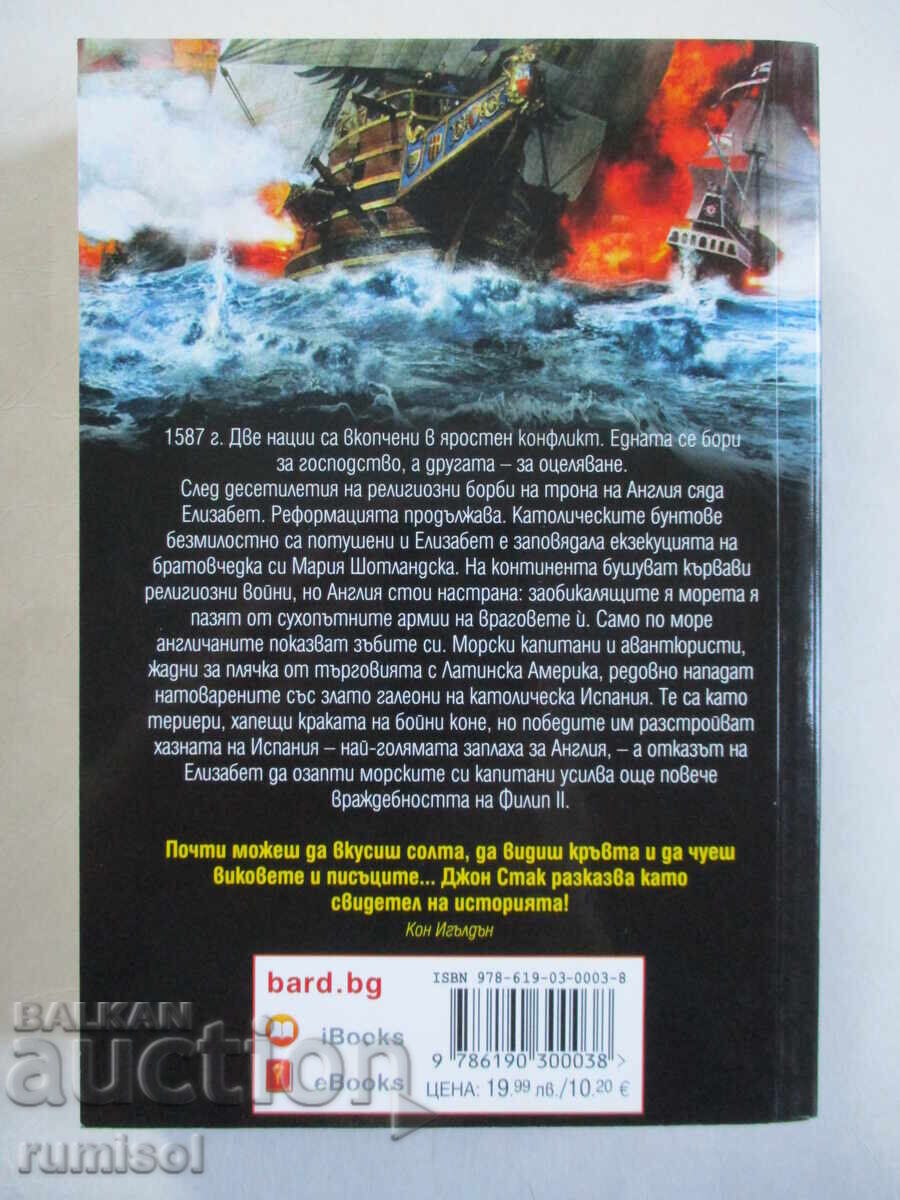 1587 г. Две нации са вкопчени в яростен конфликт. Едната се бори
за господство, а другата – за оцеляване.
След десетилетия на религиозни борби на трона на Англия сяда
Елизабет. Реформацията продължава. Католическите бунтове
безмилостно са потушени и Елизабет е заповядала екзекуцията на
братовчедка си Мария Шотландска. На континента бушуват кървави
религиозни войни, но Англия стои настрана: заобикалящите я морета я
пазят от сухопътните армии на враговете ѝ. Само по море
англичаните показват зъбите си. Морски капитани и авантюристи,
жадни за плячка от търговията с Латинска Америка, редовно нападат
натоварените със злато галеони на католическа Испания. Те са като
териери, хапещи краката на бойни коне, но победите им разстройват
хазната на Испания – най-голямата заплаха за Англия, – а отказът на
Елизабет да озапти морските си капитани усилва още повече
враждебността на Филип II.
Почти можеш да вкусиш солта, да видиш кръвта и да чуеш
виковете и писъците... Джон Стак разказва като
свидетел на историята!
Кон Игълдън
bard.bg
iBooks
eBooks
ISBN 978-619-03-0003-8
9 786190 300038 >
ЦЕНА: 19.99 лв./10.20 €
BALKAN
auction
rumisol